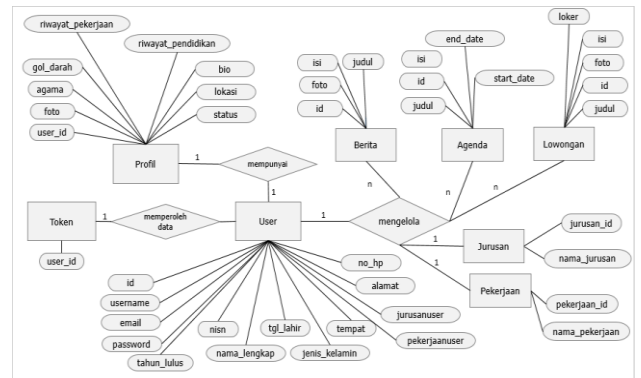 riwayat_pekerjaan
riwayat_pendidikan
gol_darah
agama
foto
user_id
bio
lokasi
status
Profil
1
mempunyai
1
isi
judul
foto
id
Berita
end_date
isi
id
judul
start_date
Agenda
loker
isi
foto
id
judul
Lowongan
n
n
n
Token
1
memperoleh
data
User
1
mengelola
1
1
user_id
Jurusan
jurusan_id
nama_jurusan
Pekerjaan
pekerjaan_id
nama_pekerjaan
id
username
email
password
tahun_lulus
nisn
nama_lengkap
tgl_lahir
jenis_kelamin
tempat
pekerjaanuser
jurusanuser
alamat
no_hp